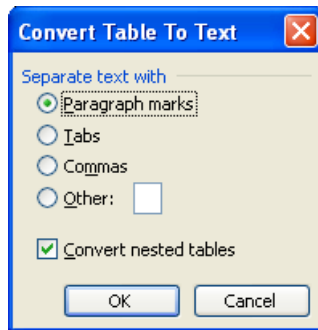 Convert Table To Text
Separate text with
Paragraph marks
Tabs
Commas
Other:
Convert nested tables
OK Cancel